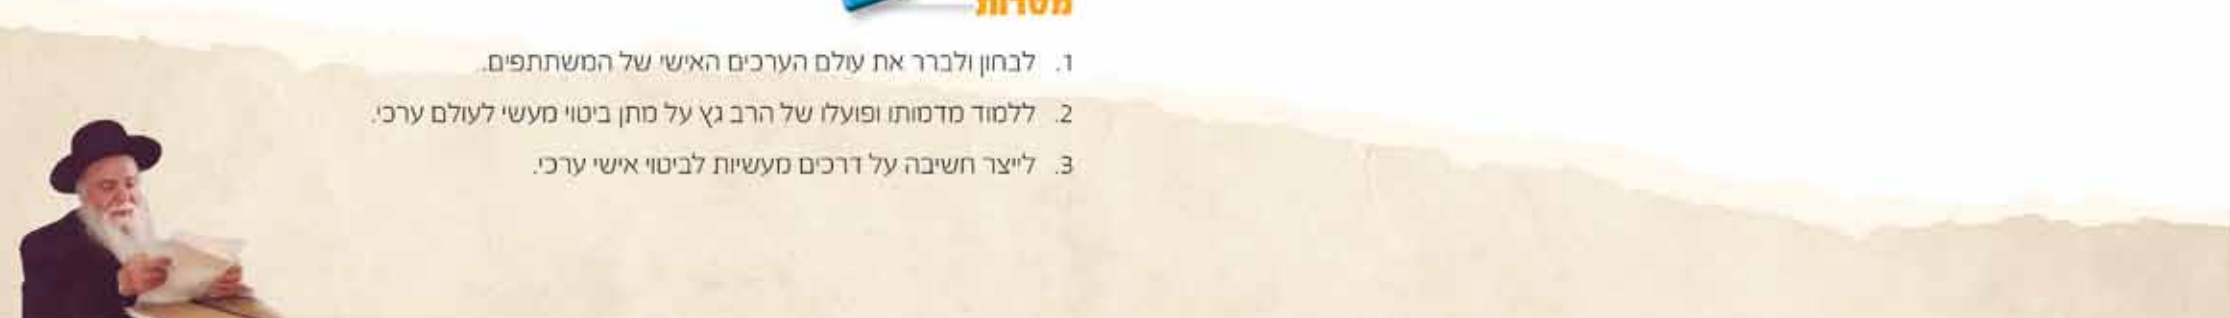 מטרות
1. לבחון ולברר את עולם הערכים האישי של המשתתפים.
2. ללמוד מדמותו ופועלו של הרב גץ על מתן ביטוי מעשי לעולם ערכי.
3. לייצר חשיבה על דרכים מעשיות לביטוי אישי ערכי.